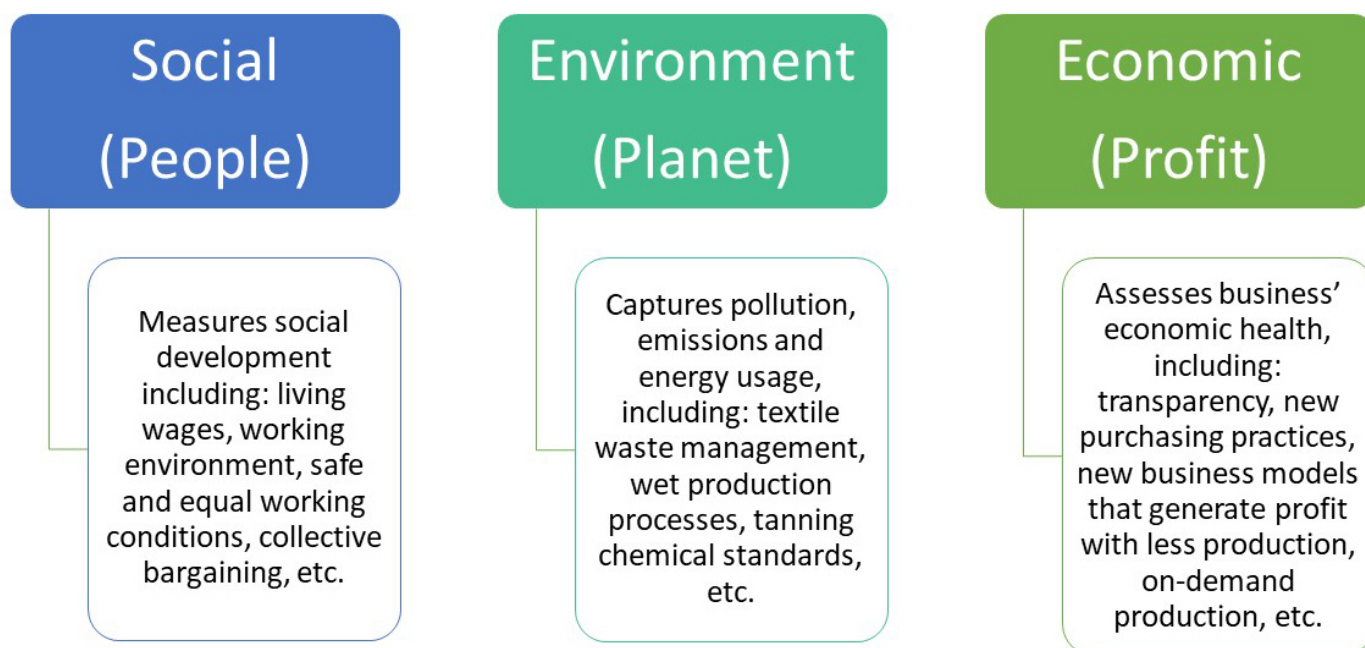 Social
(People)
Measures social
development
including: living
wages, working
environment, safe
and equal working
conditions, collective
bargaining, etc.
Environment
(Planet)
Captures pollution,
emissions and
energy usage,
including: textile
waste management,
wet production
processes, tanning
chemical standards,
etc.
Economic
(Profit)
Assesses business’
economic health,
including:
transparency, new
purchasing practices,
new business models
that generate profit
with less production,
on-demand
production, etc.